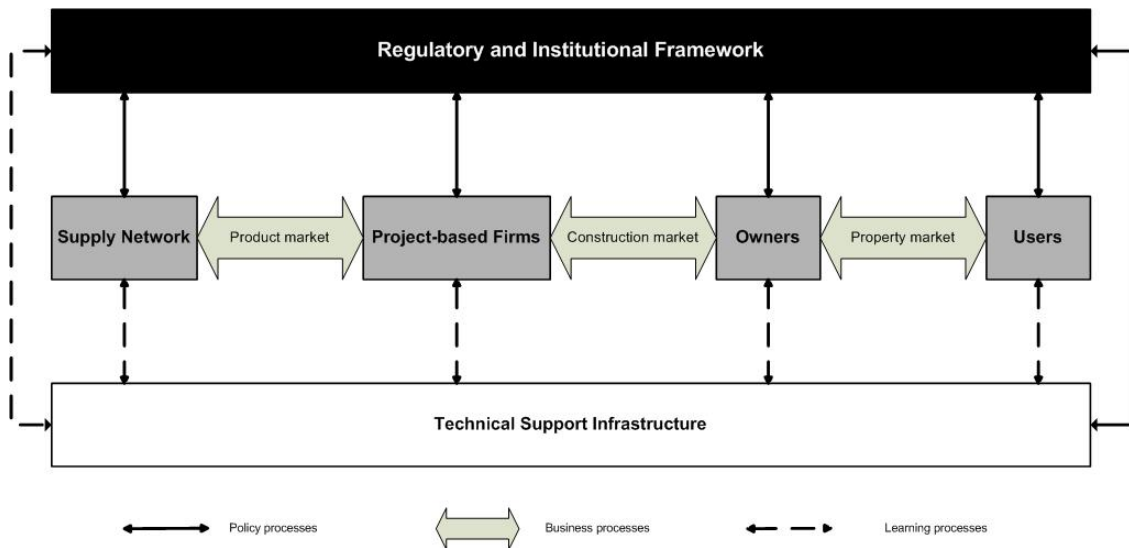 Regulatory and Institutional Framework
Supply Network
Product market
Project-based Firms
Construction market
Owners
Property market
Users
Technical Support Infrastructure
Policy processes
Business processes
Learning processes